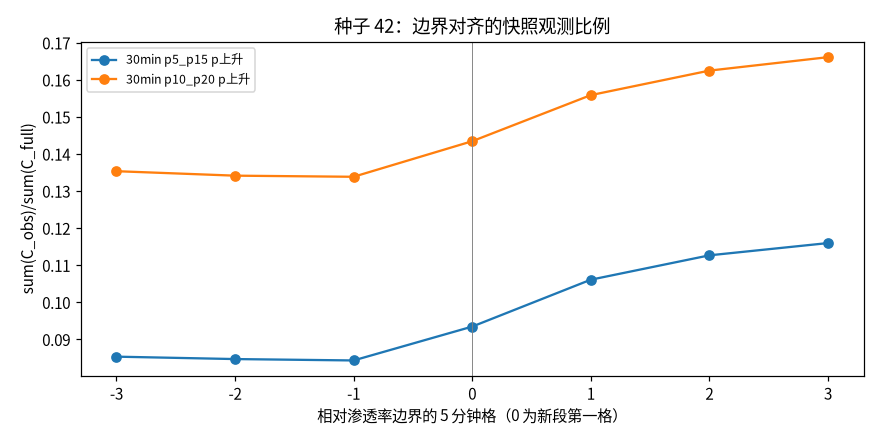 种子 42：边界对齐的快照观测比例
30min p5_p15 p上升
30min p10_p20 p上升
sum(C_obs)/sum(C_full)
0.17
0.16
0.15
0.14
0.13
0.12
0.11
0.10
0.09
-3 -2 -1 0 1 2 3
相对渗透率边界的 5 分钟格（0 为新段第一格）